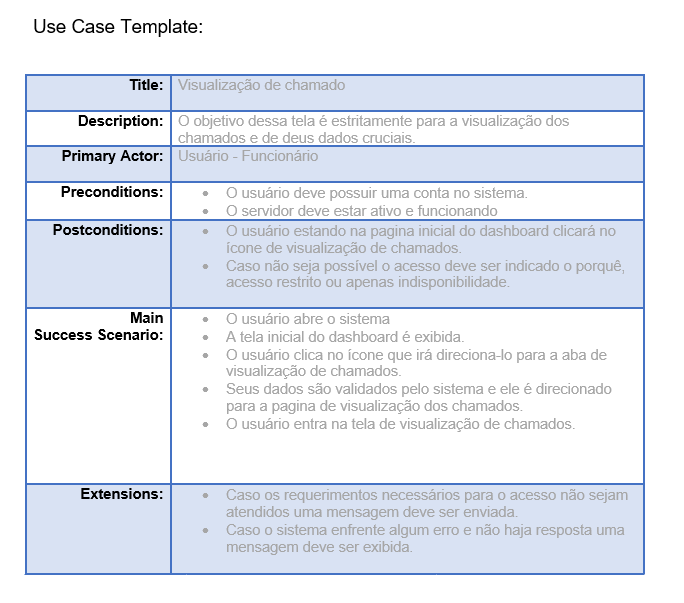 Use Case Template:
Title: Visualização de chamado
Description: O objetivo dessa tela é estritamente para a visualização dos
chamados e de deus dados cruciais.
Primary Actor: Usuário - Funcionário
Preconditions: • O usuário deve possuir uma conta no sistema.
• O servidor deve estar ativo e funcionando
Postconditions: • O usuário estando na pagina inicial do dashboard clicará no
ícone de visualização de chamados.
• Caso não seja possível o acesso deve ser indicado o porquê,
acesso restrito ou apenas indisponibilidade.
Main
Success Scenario:
• O usuário abre o sistema
• A tela inicial do dashboard é exibida.
• O usuário clica no ícone que irá direciona-lo para a aba de
visualização de chamados.
• Seus dados são validados pelo sistema e ele é direcionado
para a pagina de visualização dos chamados.
• O usuário entra na tela de visualização de chamados.
Extensions: • Caso os requerimentos necessários para o acesso não sejam
atendidos uma mensagem deve ser enviada.
• Caso o sistema enfrente algum erro e não haja resposta uma
mensagem deve ser exibida.